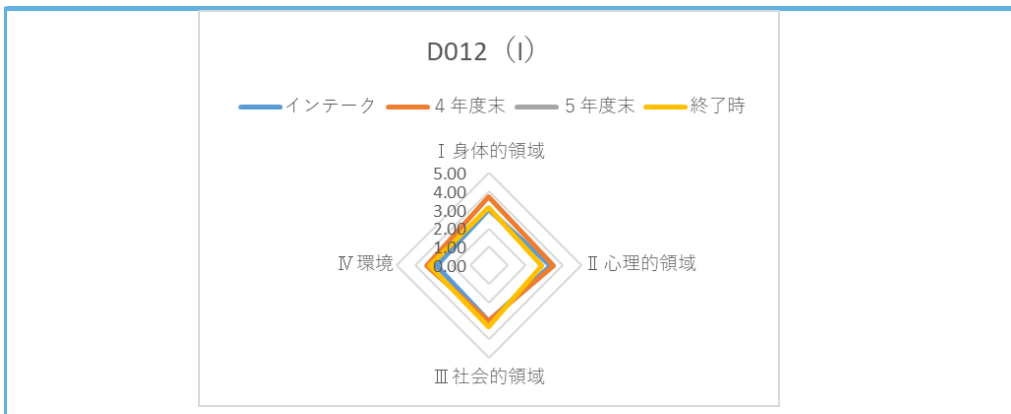 D012（I）
インテーク 4年度末 5年度末 終了時
Ⅰ身体的領域
5.00
4.00
3.00
2.00
1.00
0.00
Ⅳ環境
Ⅱ心理的領域
Ⅲ社会的領域